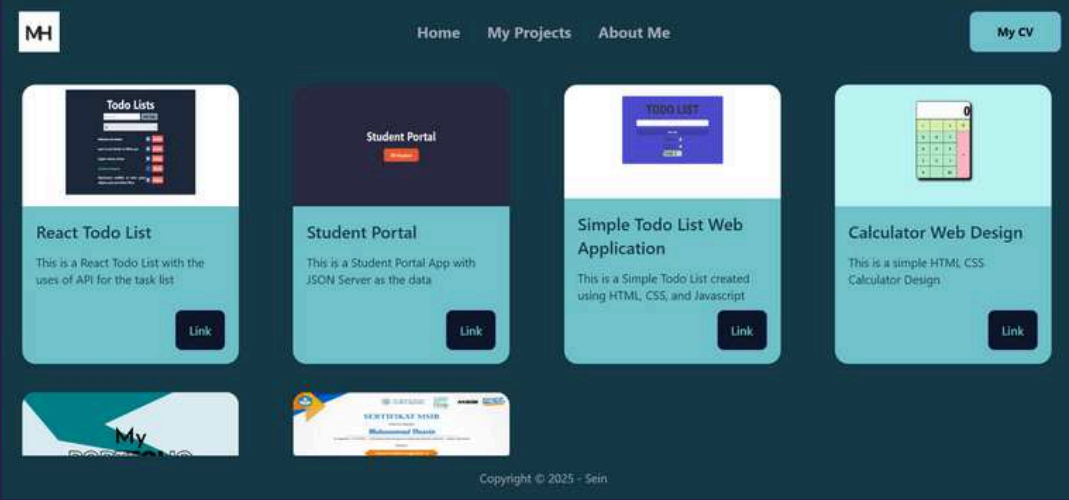 MH
Home My Projects About Me
My CV
Todo Lists
React Todo List
This is a React Todo List with the
uses of API for the task list
Link
Student Portal
Student Portal
This is a Student Portal App with
JSON Server as the data
Link
TODO LIST
Simple Todo List Web
Application
This is a Simple Todo List created
using HTML, CSS, and Javascript
Link
0
Calculator Web Design
This is a simple HTML CSS
Calculator Design
Link
My
PORTFOLIO
SERTIFIKAT MSIB
Copyright © 2025 - Sein